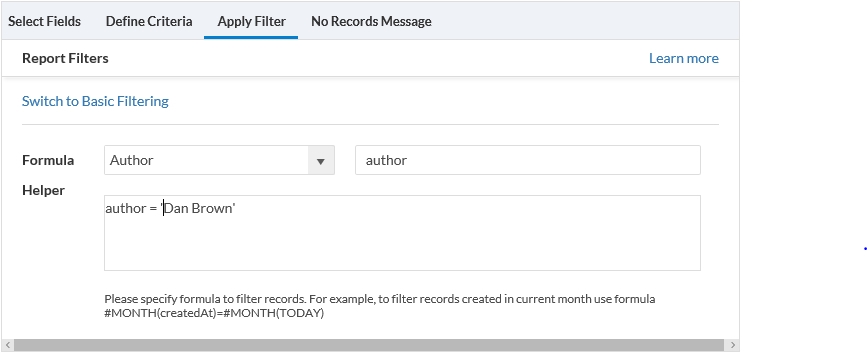 Select Fields Define Criteria Apply Filter No Records Message
Report Filters Learn more
Switch to Basic Filtering
Formula Author author
Helper
author = 'Dan Brown'
Please specify formula to filter records. For example, to filter records created in current month use formula
#MONTH(createdAt)=#MONTH(TODAY)